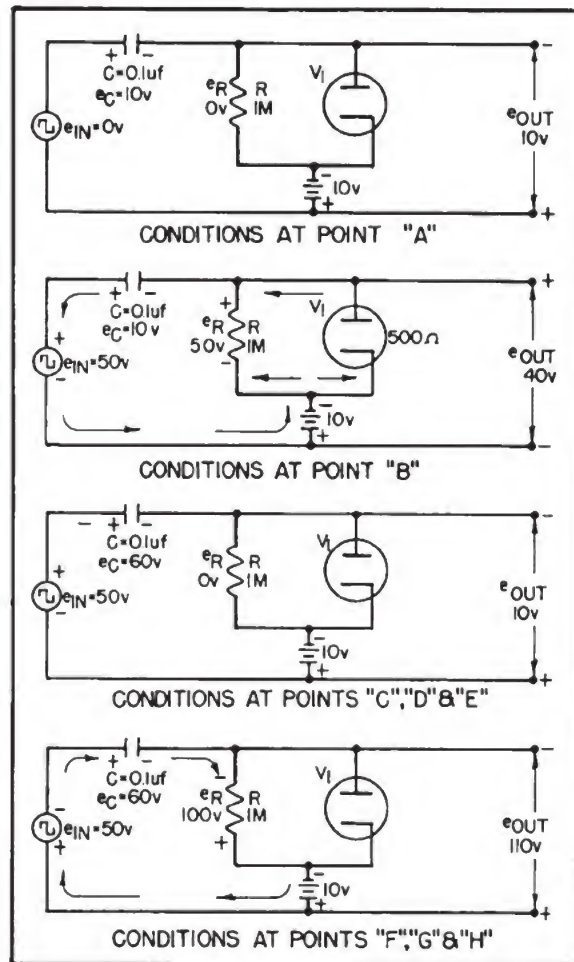 + -
C=0.1uf
eC=10v
eIN=0v
eR
0v
R
1M
V1
-
10v
+
-
eOUT
10v
+
CONDITIONS AT POINT "A"
+ -
C=0.1uf
eC=10v
+
eIN=50v
-
+
eR
50v
-
R
1M
V1
500Ω
-
10v
+
+
eOUT
40v
-
CONDITIONS AT POINT "B"
- + -
C=0.1uf
eC=60v
+
eIN=50v
-
eR
0v
R
1M
V1
-
10v
+
-
eOUT
10v
+
CONDITIONS AT POINTS "C","D"&"E"
+ -
C=0.1uf
eC=60v
-
eIN=50v
+
-
eR
100v
+
R
1M
V1
-
10v
+
-
eOUT
110v
+
CONDITIONS AT POINTS "F","G"&"H"